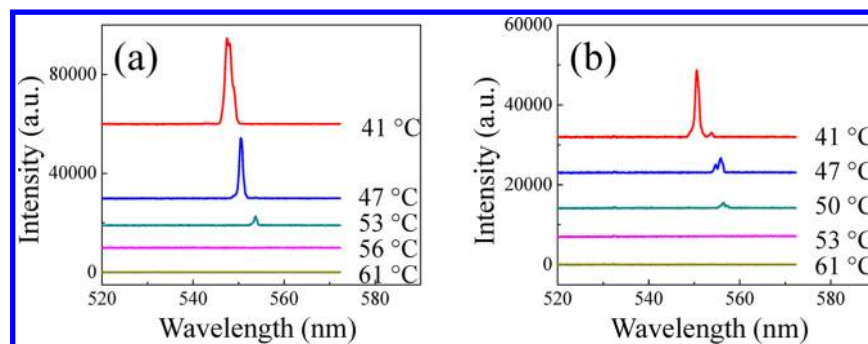 (a)
Intensity (a.u.)
80000
40000
0
41 °C
47 °C
53 °C
56 °C
61 °C
520 540 560 580
Wavelength (nm)
(b)
Intensity (a.u.)
60000
40000
20000
0
41 °C
47 °C
50 °C
53 °C
61 °C
520 540 560 580
Wavelength (nm)